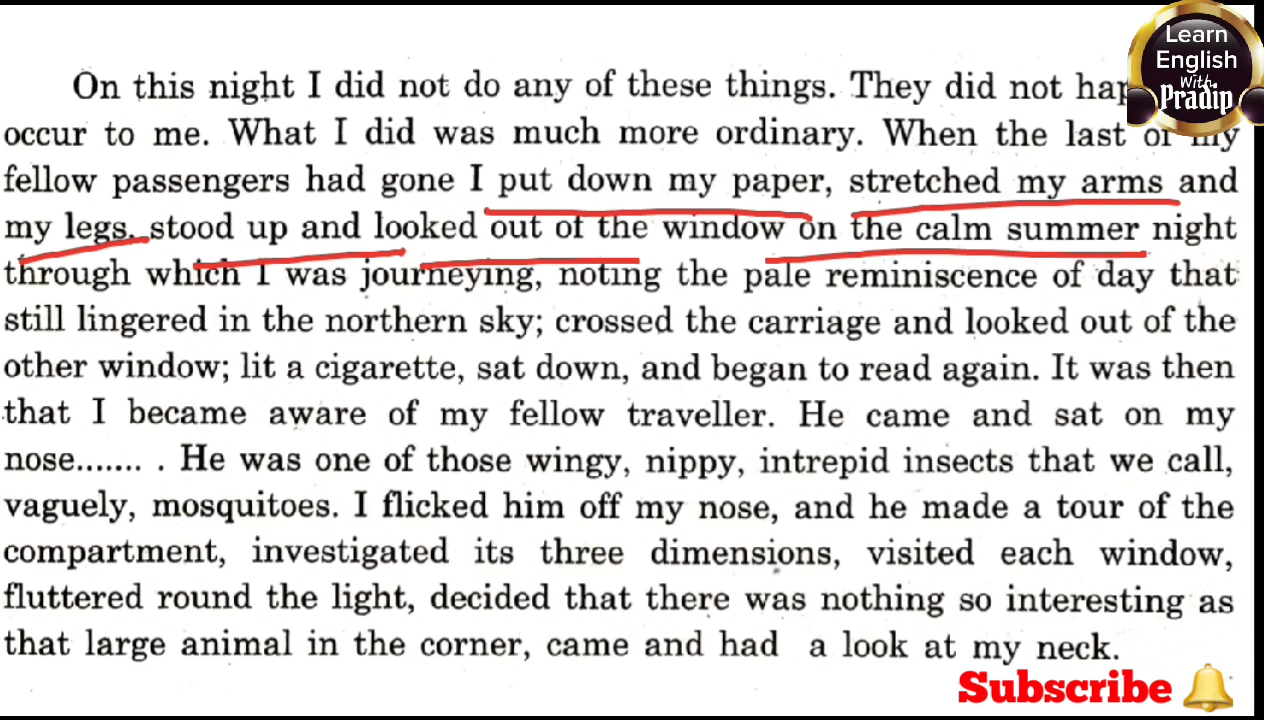 Learn
English
With
Pradip
On this night I did not do any of these things. They did not
occur to me. What I did was much more ordinary. When the last of my
fellow passengers had gone I put down my paper, stretched my arms and
my legs, stood up and looked out of the window on the calm summer night
through which I was journeying, noting the pale reminiscence of day that
still lingered in the northern sky; crossed the carriage and looked out of the
other window; lit a cigarette, sat down, and began to read again. It was then
that I became aware of my fellow traveller. He came and sat on my
nose....... . He was one of those wingy, nippy, intrepid insects that we call,
vaguely, mosquitoes. I flicked him off my nose, and he made a tour of the
compartment, investigated its three dimensions, visited each window,
fluttered round the light, decided that there was nothing so interesting as
that large animal in the corner, came and had a look at my neck.
Subscribe